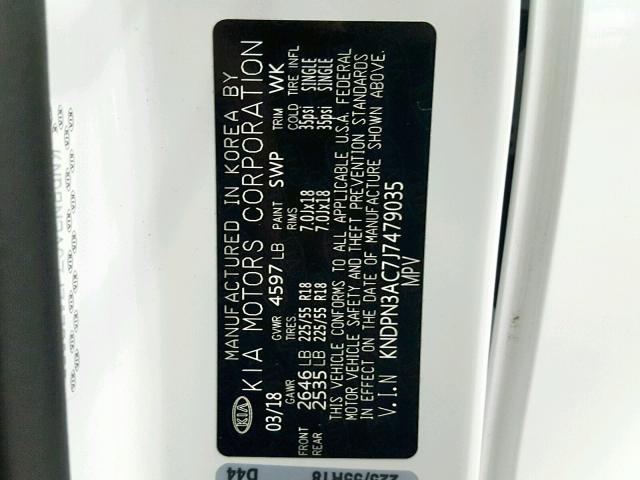 MANUFACTURED IN KOREA BY
KIA MOTORS CORPORATION
KIA
03/18 GVWR 4597 LB PAINT SWP TRIM WK
GAWR TIRES RIMS COLD TIRE INFL
FRONT 2646 LB 225/55 R18 7.0Jx18 35psi SINGLE
REAR 2535 LB 225/55 R18 7.0Jx18 35psi SINGLE
THIS VEHICLE CONFORMS TO ALL APPLICABLE U.S.A. FEDERAL
MOTOR VEHICLE SAFETY AND THEFT PREVENTION STANDARDS
IN EFFECT ON THE DATE OF MANUFACTURE SHOWN ABOVE.
V.I.N KNDPN3AC7J7479035
MPV
D44
225/55R18